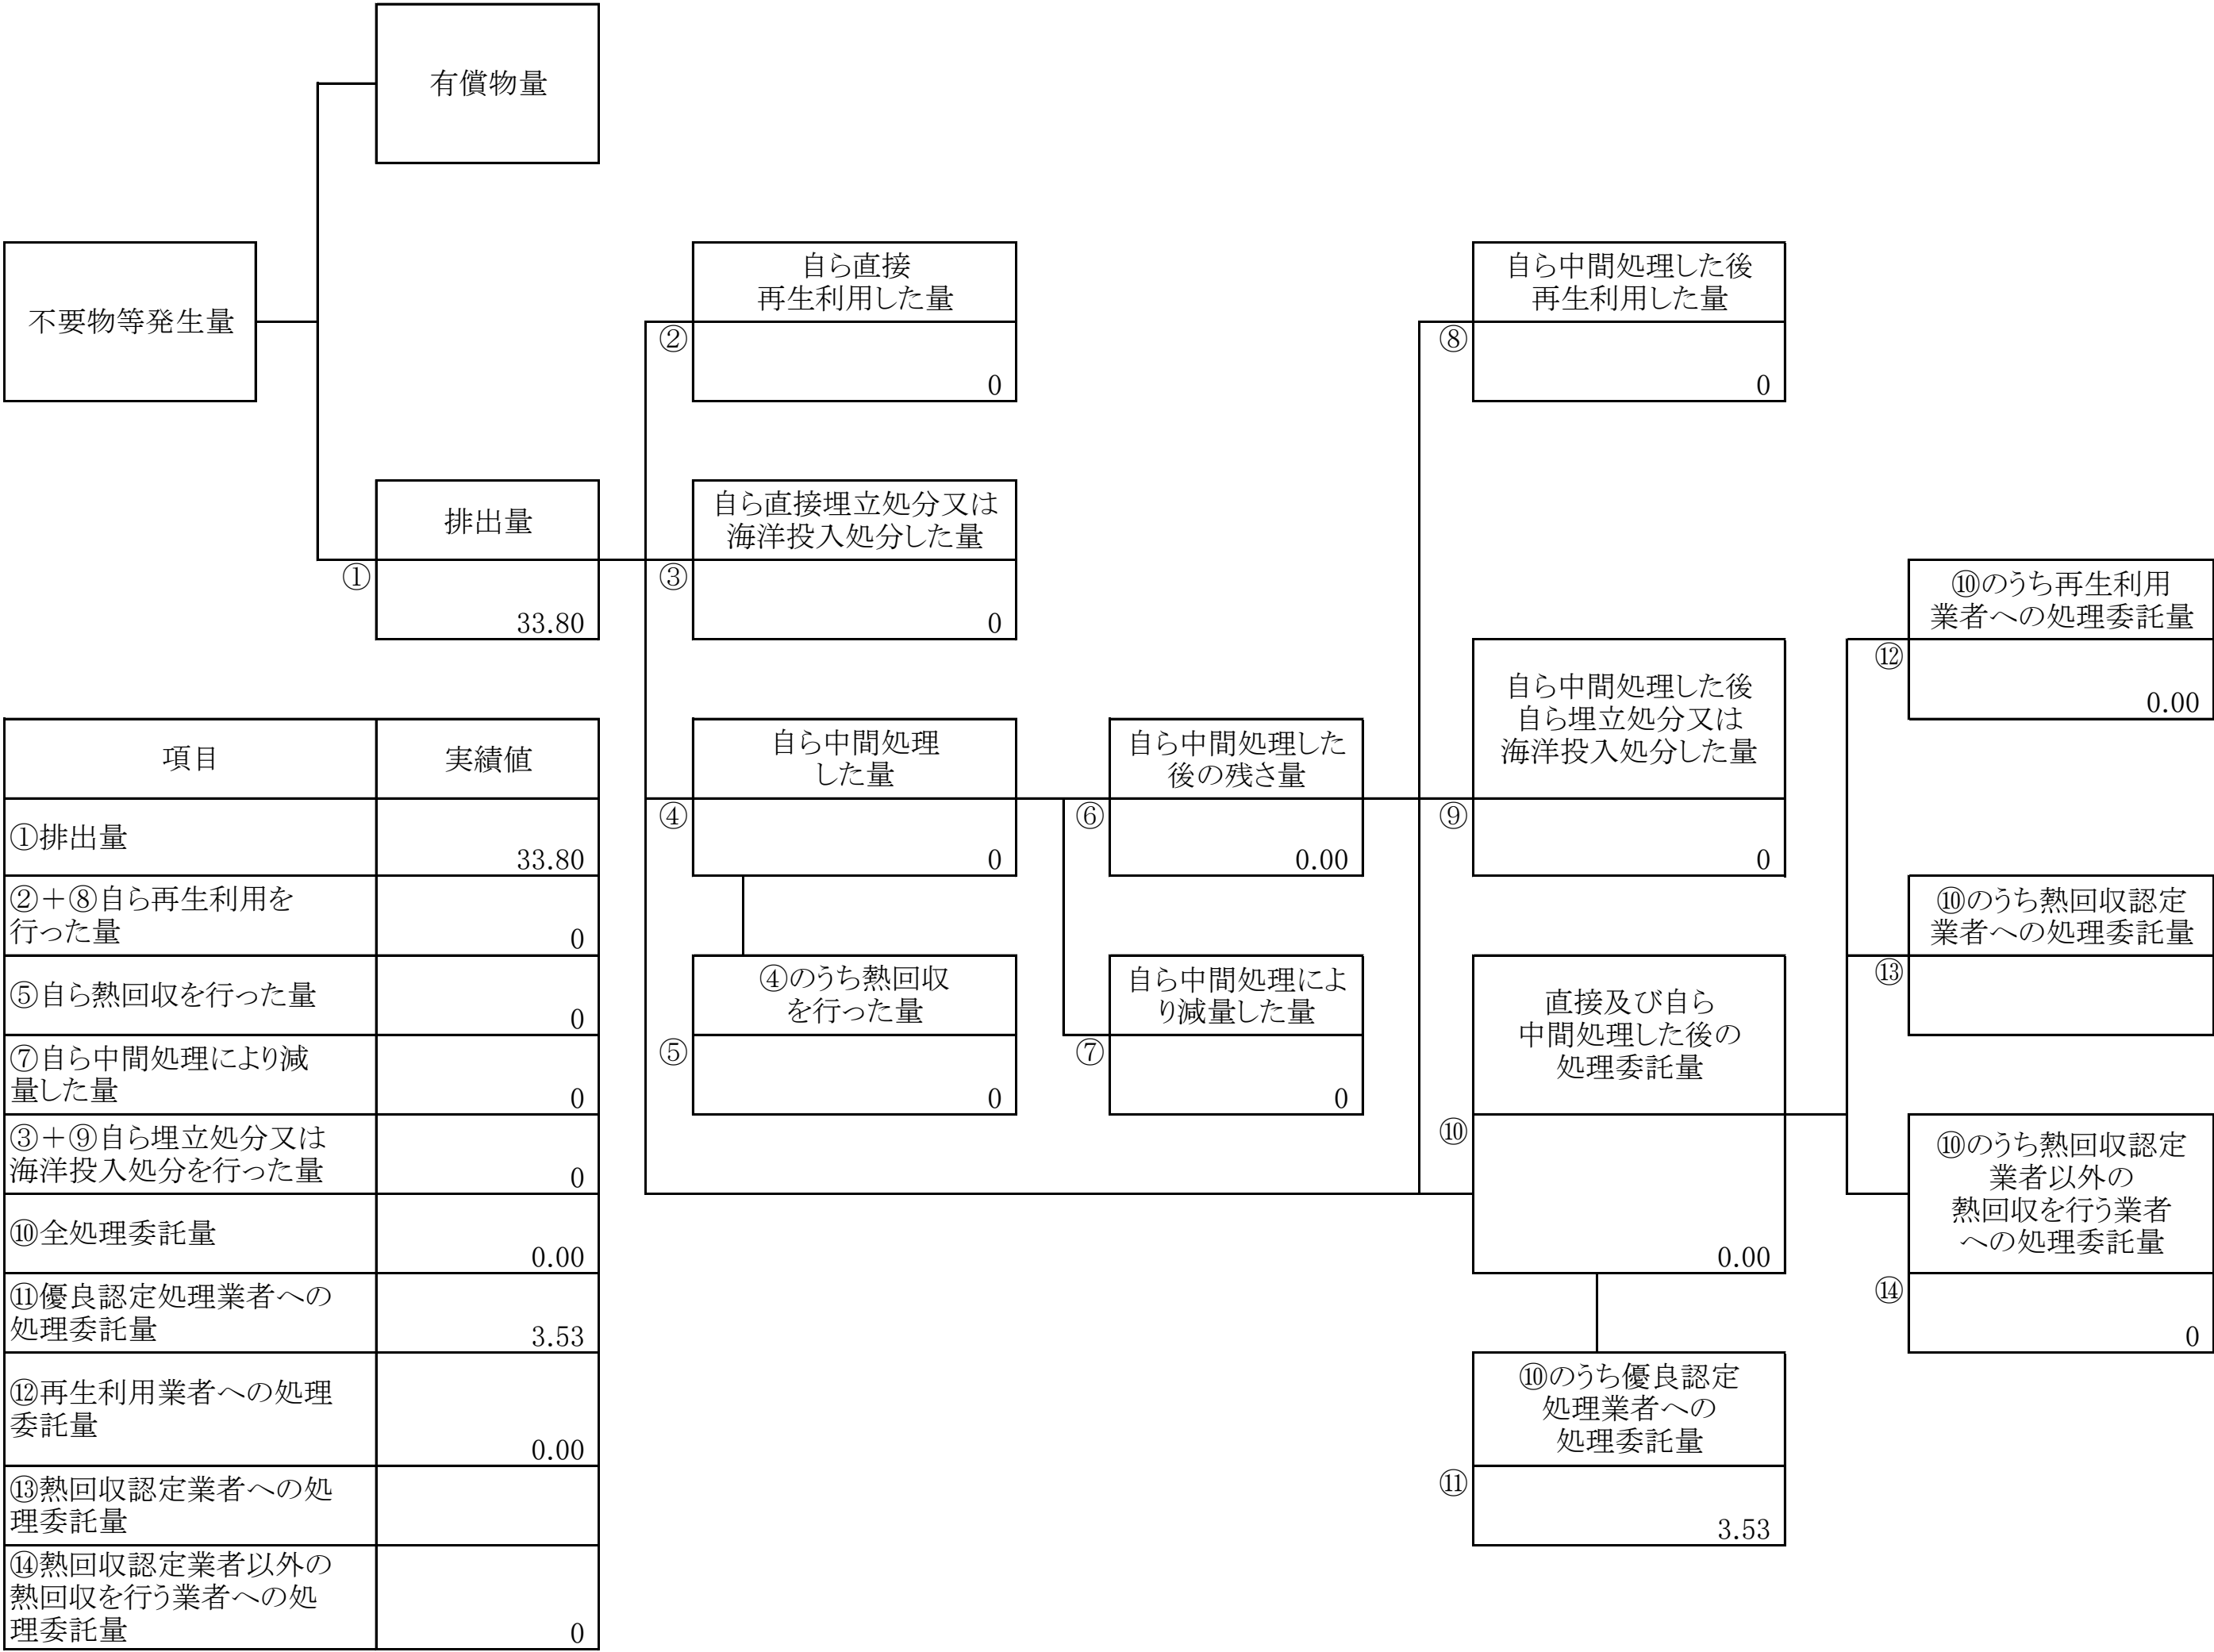 有償物量
不要物等発生量
自ら直接
再生利用した量
②
0
自ら中間処理した後
再生利用した量
⑧
0
排出量
①
33.80
自ら直接埋立処分又は
海洋投入処分した量
③
0
⑩のうち再生利用
業者への処理委託量
⑫
0.00
自ら中間処理
した量
④
0
自ら中間処理した
後の残さ量
⑥
0.00
自ら中間処理した後
自ら埋立処分又は
海洋投入処分した量
⑨
0
⑩のうち熱回収認定
業者への処理委託量
⑬
④のうち熱回収
を行った量
⑤
0
自ら中間処理によ
り減量した量
⑦
0
直接及び自ら
中間処理した後の
処理委託量
⑩
0.00
⑩のうち熱回収認定
業者以外の
熱回収を行う業者
への処理委託量
⑭
0
⑩のうち優良認定
処理業者への
処理委託量
⑪
3.53
項目
実績値
①排出量
33.80
②＋⑧自ら再生利用を
行った量
0
⑤自ら熱回収を行った量
0
⑦自ら中間処理により減
量した量
0
③＋⑨自ら埋立処分又は
海洋投入処分を行った量
0
⑩全処理委託量
0.00
⑪優良認定処理業者への
処理委託量
3.53
⑫再生利用業者への処理
委託量
0.00
⑬熱回収認定業者への処
理委託量
⑭熱回収認定業者以外の
熱回収を行う業者への処
理委託量
0